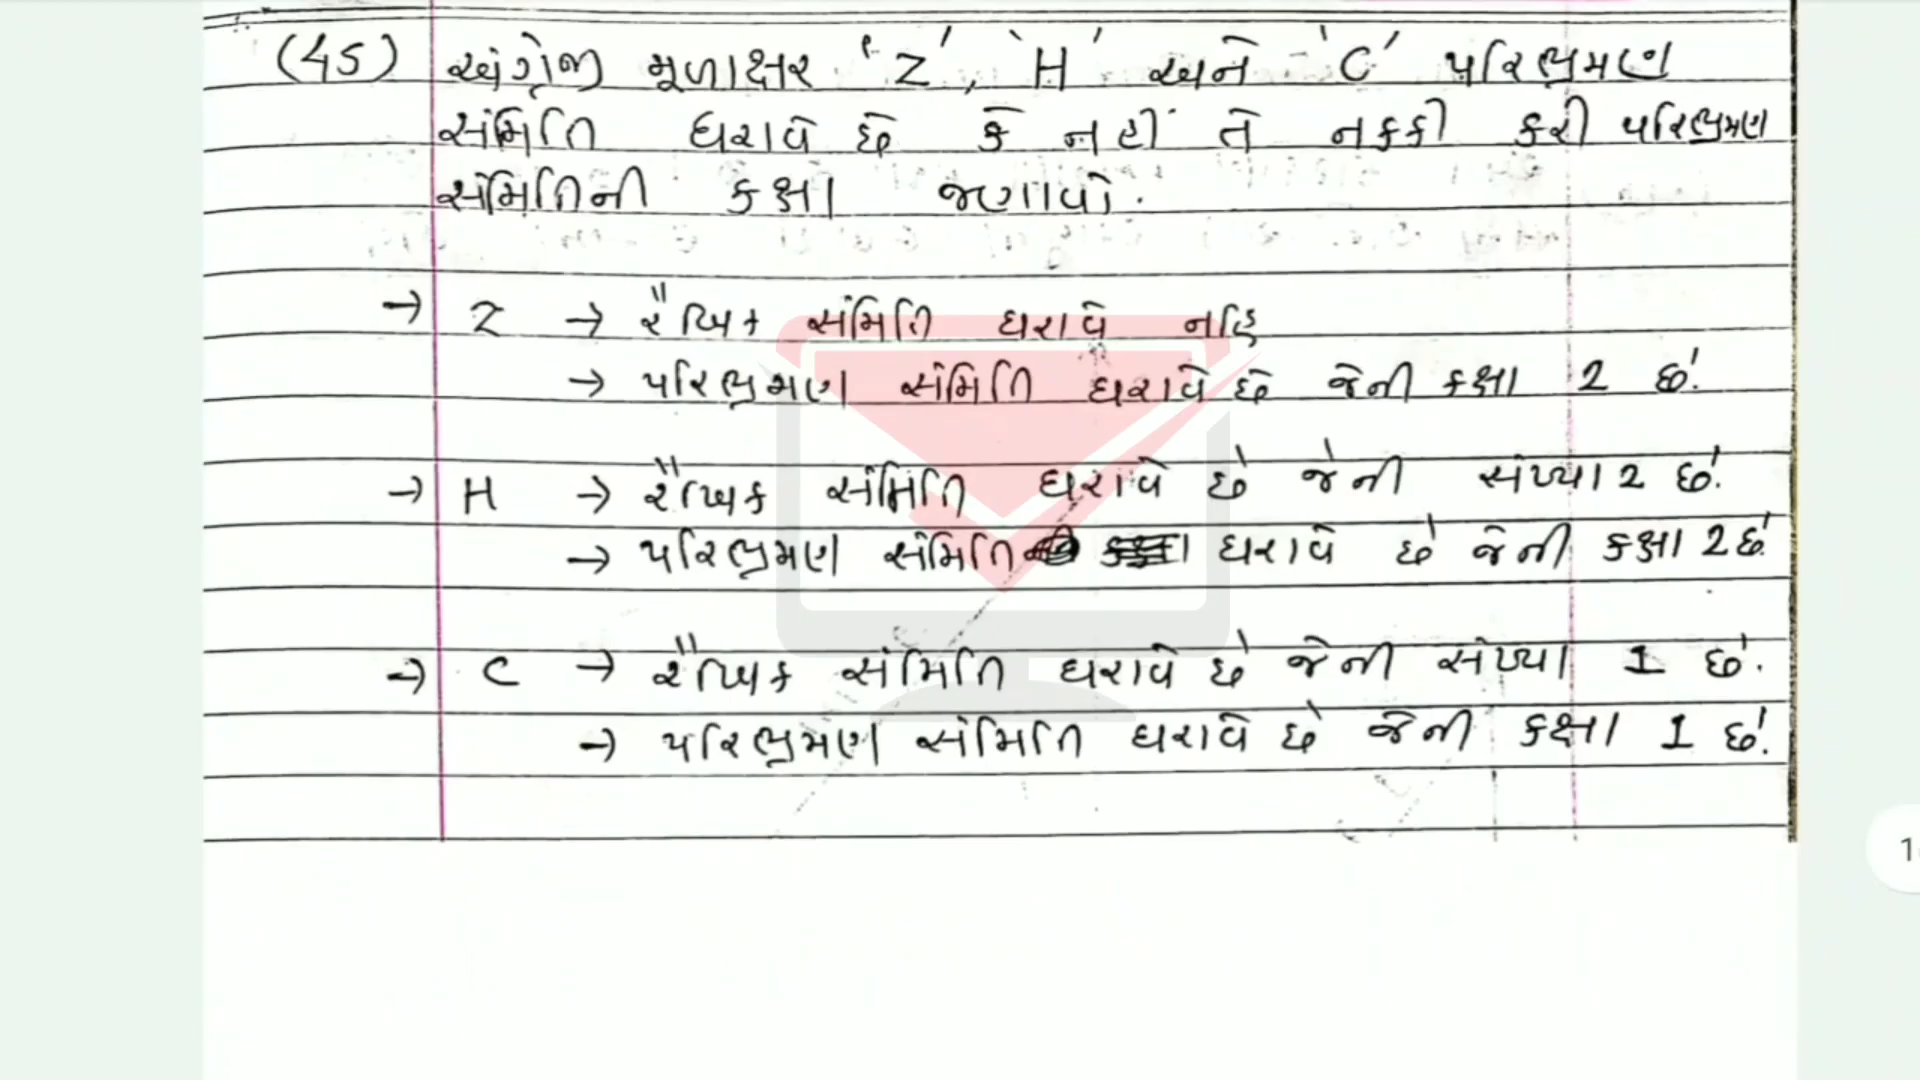 (45) અંગ્રેજી મૂળાક્ષર 'Z', 'H' અને 'C' પરિભ્રમણ
સંમિતિ ધરાવે છે કે નહીં તે નક્કી કરી પરિભ્રમણ
સંમિતિની કક્ષા જણાવો.
→ Z → રૈખિક સંમિતિ ધરાવે નહિ
→ પરિભ્રમણ સંમિતિ ધરાવે છે જેની કક્ષા 2 છે.
→ H → રૈખિક સંમિતિ ધરાવે છે જેની સંખ્યા 2 છે.
→ પરિભ્રમણ સંમિતિ ધરાવે છે જેની કક્ષા 2 છે
→ C → રૈખિક સંમિતિ ધરાવે છે જેની સંખ્યા 1 છે.
→ પરિભ્રમણ સંમિતિ ધરાવે છે જેની કક્ષા 1 છે.